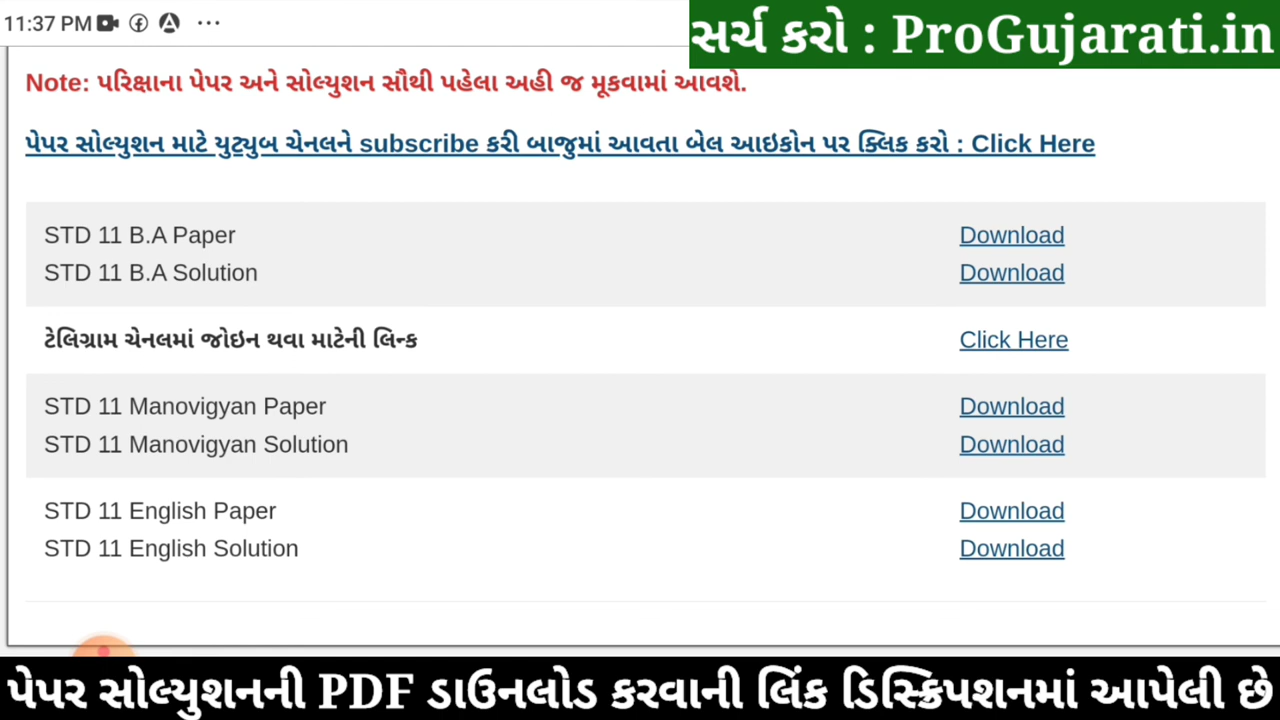 11:37 PM
સર્ચ કરો : ProGujarati.in
Note: પરિક્ષાના પેપર અને સોલ્યુશન સૌથી પહેલા અહી જ મૂકવામાં આવશે.
પેપર સોલ્યુશન માટે યુટ્યુબ ચેનલને subscribe કરી બાજુમાં આવતા બેલ આઇકોન પર ક્લિક કરો : Click Here
STD 11 B.A Paper Download
STD 11 B.A Solution Download
ટેલિગ્રામ ચેનલમાં જોઇન થવા માટેની લિન્ક Click Here
STD 11 Manovigyan Paper Download
STD 11 Manovigyan Solution Download
STD 11 English Paper Download
STD 11 English Solution Download
પેપર સોલ્યુશનની PDF ડાઉનલોડ કરવાની લિંક ડિસ્ક્રિપશનમાં આપેલી છે